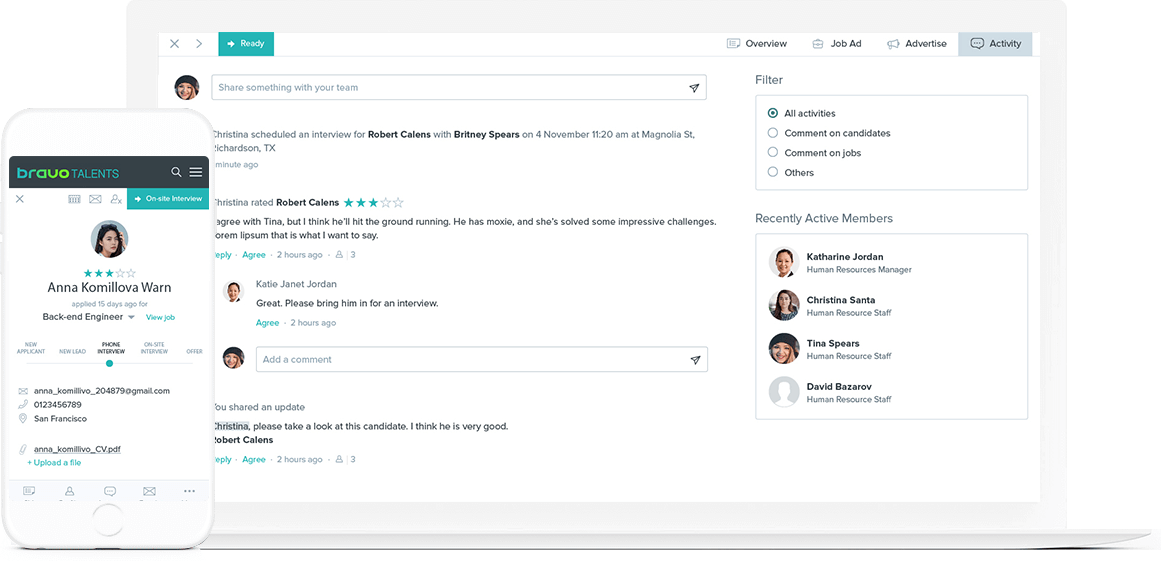 Ready
Overview
Job Ad
Advertise
Activity
Share something with your team
Christina scheduled an interview for Robert Calens with Britney Spears on 4 November 11:20 am at Magnolia St,
Richardson, TX
minute ago
Christina rated Robert Calens
agree with Tina, but I think he'll hit the ground running. He has moxie, and she's solved some impressive challenges.
Lorem lipsum that is what I want to say.
Reply · Agree · 2 hours ago · 3
Katie Janet Jordan
Great. Please bring him in for an interview.
Agree · 2 hours ago
Add a comment
You shared an update
Christina, please take a look at this candidate. I think he is very good.
Robert Calens
Reply · Agree · 2 hours ago · 3
Filter
All activities
Comment on candidates
Comment on jobs
Others
Recently Active Members
Katharine Jordan
Human Resources Manager
Christina Santa
Human Resource Staff
Tina Spears
Human Resource Staff
David Bazarov
Human Resource Staff
bravo TALENTS
On-site Interview
Anna Komillova Warn
applied 15 days ago for
Back-end Engineer View job
NEW APPLICANT
NEW LEAD
PHONE INTERVIEW
ON-SITE INTERVIEW
OFFER
anna_komillivo_204879@gmail.com
0123456789
San Francisco
anna_komillivo_CV.pdf
+ Upload a file